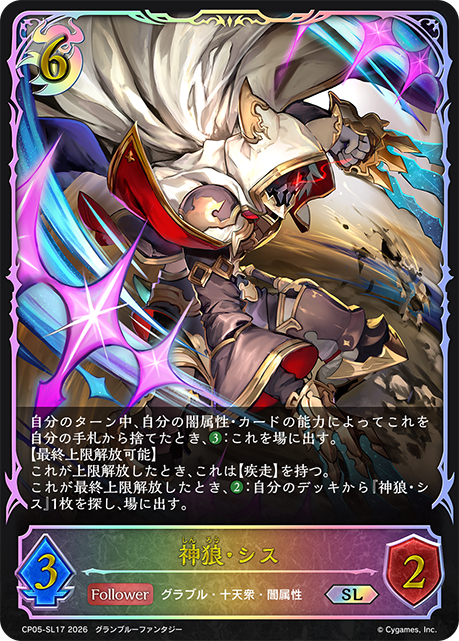 6
自分のターン中、自分の闇属性・カードの能力によってこれを
自分の手札から捨てたとき、3：これを場に出す。
【最終上限解放可能】
これが上限解放したとき、これは【疾走】を持つ。
これが最終上限解放したとき、2：自分のデッキから『神狼・シ
ス』1枚を探し、場に出す。
しん ろう
神狼・シス
3
Follower グラブル・十天衆・闇属性 SL
2
CP05-SL17 2026 グランブルーファンタジー © Cygames, Inc.